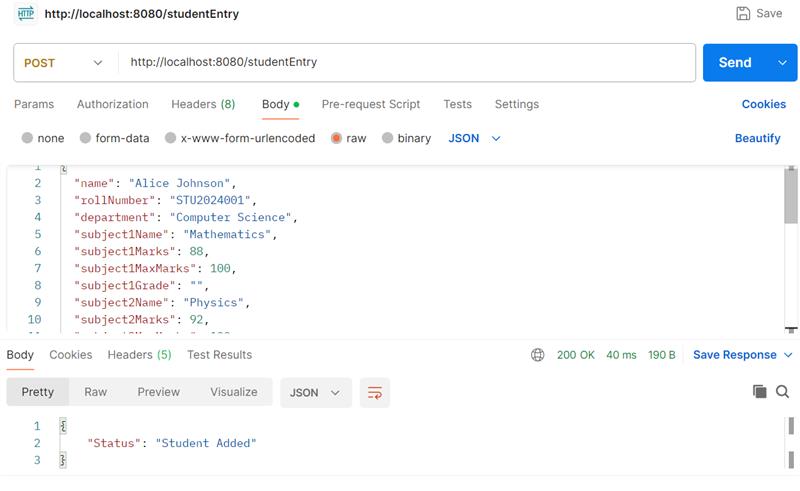 HTTP http://localhost:8080/studentEntry Save
POST http://localhost:8080/studentEntry Send
Params Authorization Headers (8) Body Pre-request Script Tests Settings Cookies
none form-data x-www-form-urlencoded raw binary JSON Beautify
1 {
2 "name": "Alice Johnson",
3 "rollNumber": "STU2024001",
4 "department": "Computer Science",
5 "subject1Name": "Mathematics",
6 "subject1Marks": 88,
7 "subject1MaxMarks": 100,
8 "subject1Grade": "",
9 "subject2Name": "Physics",
10 "subject2Marks": 92,
Body Cookies Headers (5) Test Results 200 OK 40 ms 190 B Save Response
Pretty Raw Preview Visualize JSON
1 {
2 "Status": "Student Added"
3 }